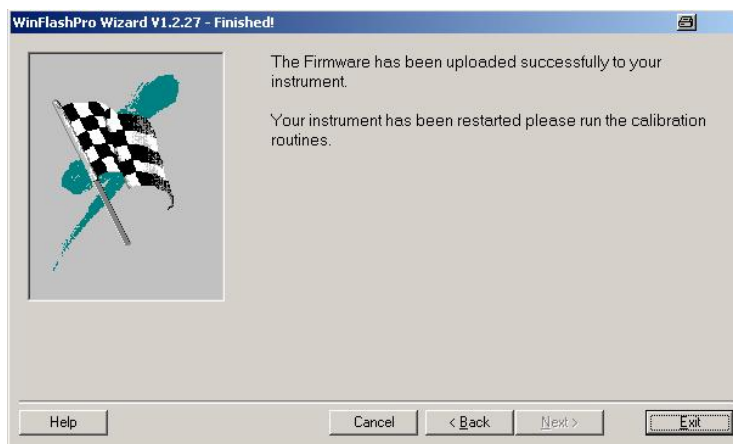 WinFlashPro Wizard V1.2.27 - Finished!
The Firmware has been uploaded successfully to your
instrument.
Your instrument has been restarted please run the calibration
routines.
Help
Cancel
< Back
Next >
Exit